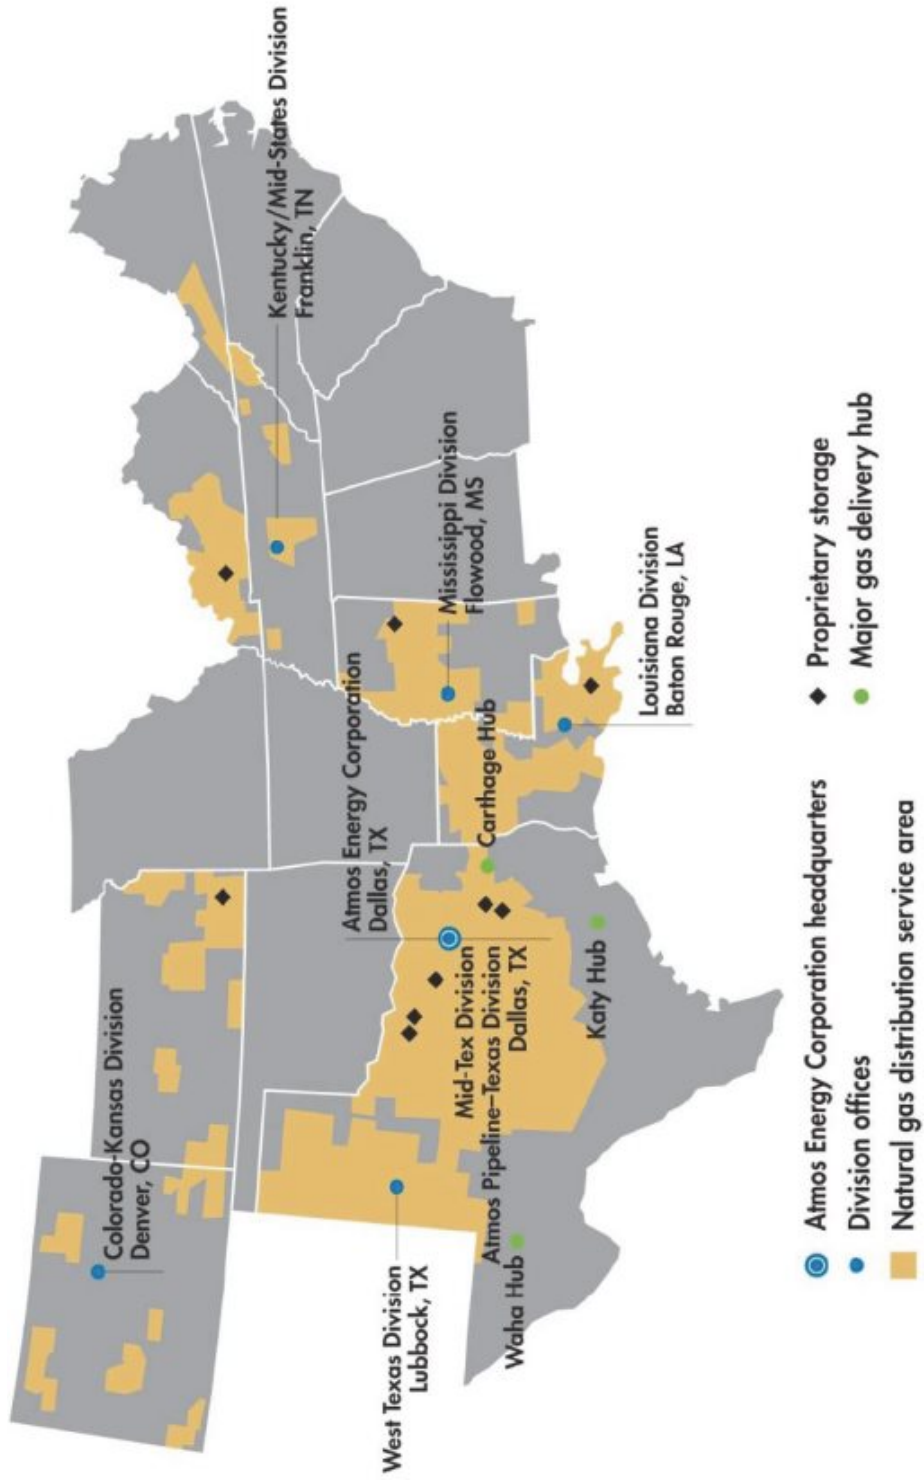 Colorado-Kansas Division
Denver, CO
Kentucky/Mid-States Division
Franklin, TN
West Texas Division
Lubbock, TX
Atmos Energy Corporation
Dallas, TX
Mississippi Division
Flowood, MS
Mid-Tex Division
Atmos Pipeline–Texas Division
Dallas, TX
Carthage Hub
Waha Hub
Katy Hub
Louisiana Division
Baton Rouge, LA
Atmos Energy Corporation headquarters
Division offices
Natural gas distribution service area
Proprietary storage
Major gas delivery hub